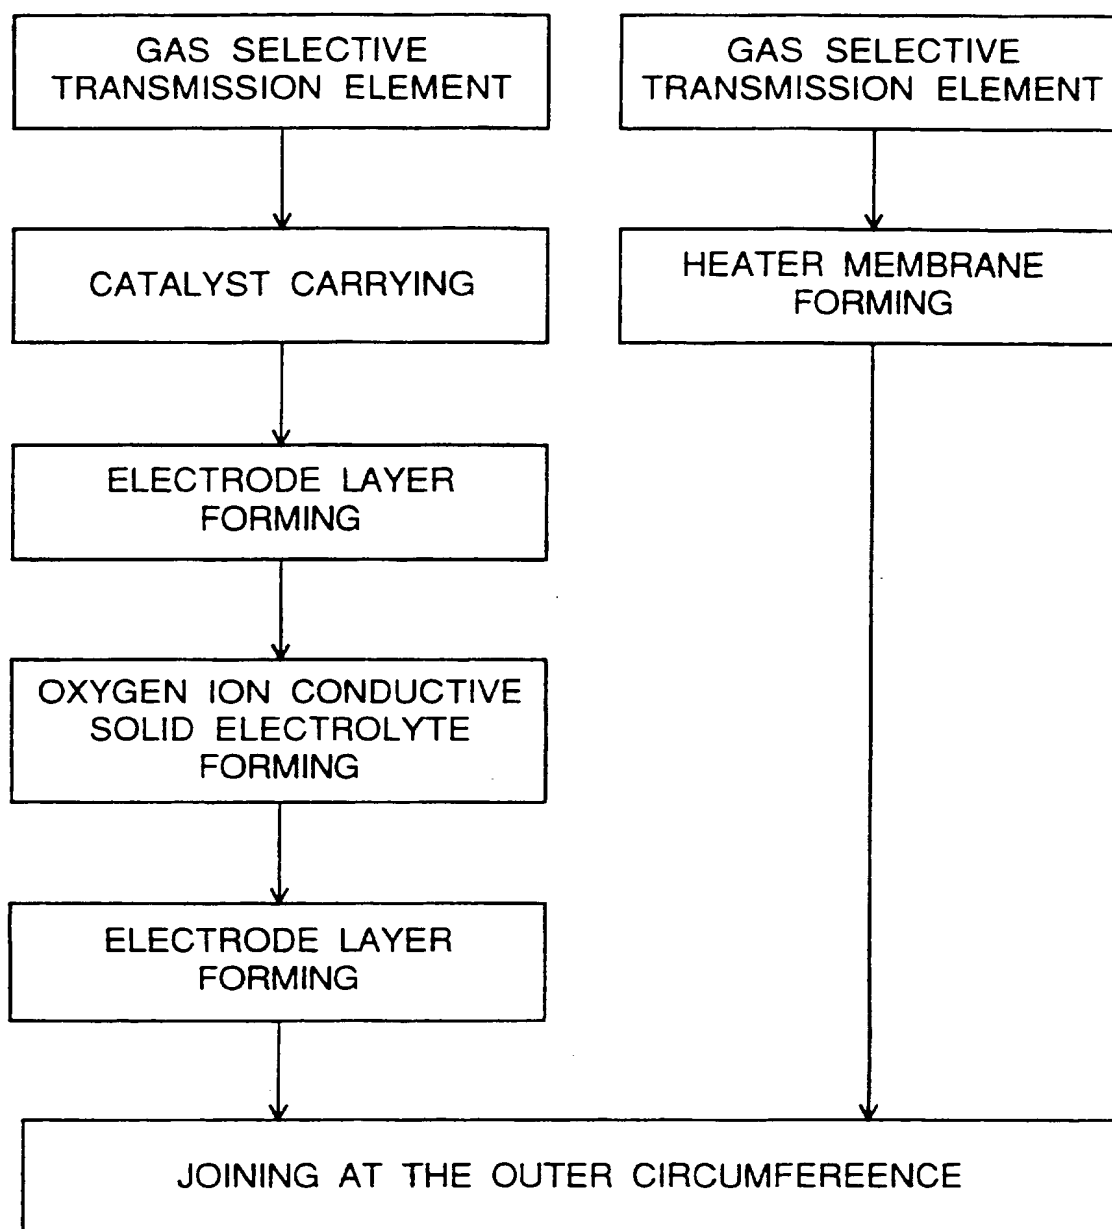 GAS SELECTIVE
TRANSMISSION ELEMENT
CATALYST CARRYING
ELECTRODE LAYER
FORMING
OXYGEN ION CONDUCTIVE
SOLID ELECTROLYTE
FORMING
ELECTRODE LAYER
FORMING
GAS SELECTIVE
TRANSMISSION ELEMENT
HEATER MEMBRANE
FORMING
JOINING AT THE OUTER CIRCUMFEREENCE